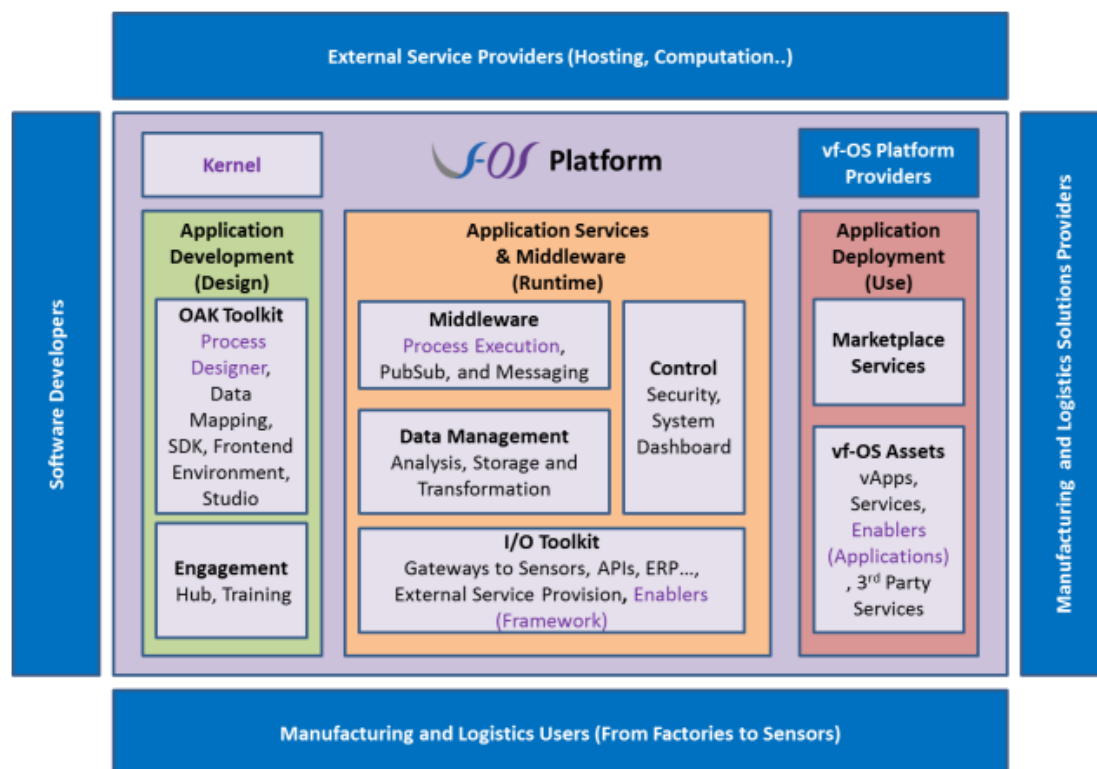 External Service Providers (Hosting, Computation..)
Software Developers
Kernel
vf-OS Platform
vf-OS Platform
Providers
Application
Development
(Design)
OAK Toolkit
Process
Designer,
Data
Mapping,
SDK, Frontend
Environment,
Studio
Engagement
Hub, Training
Application Services
& Middleware
(Runtime)
Middleware
Process Execution,
PubSub, and Messaging
Data Management
Analysis, Storage and
Transformation
Control
Security,
System
Dashboard
I/O Toolkit
Gateways to Sensors, APIs, ERP...,
External Service Provision, Enablers
(Framework)
Application
Deployment
(Use)
Marketplace
Services
vf-OS Assets
vApps,
Services,
Enablers
(Applications)
, 3rd Party
Services
Manufacturing and Logistics Solutions Providers
Manufacturing and Logistics Users (From Factories to Sensors)